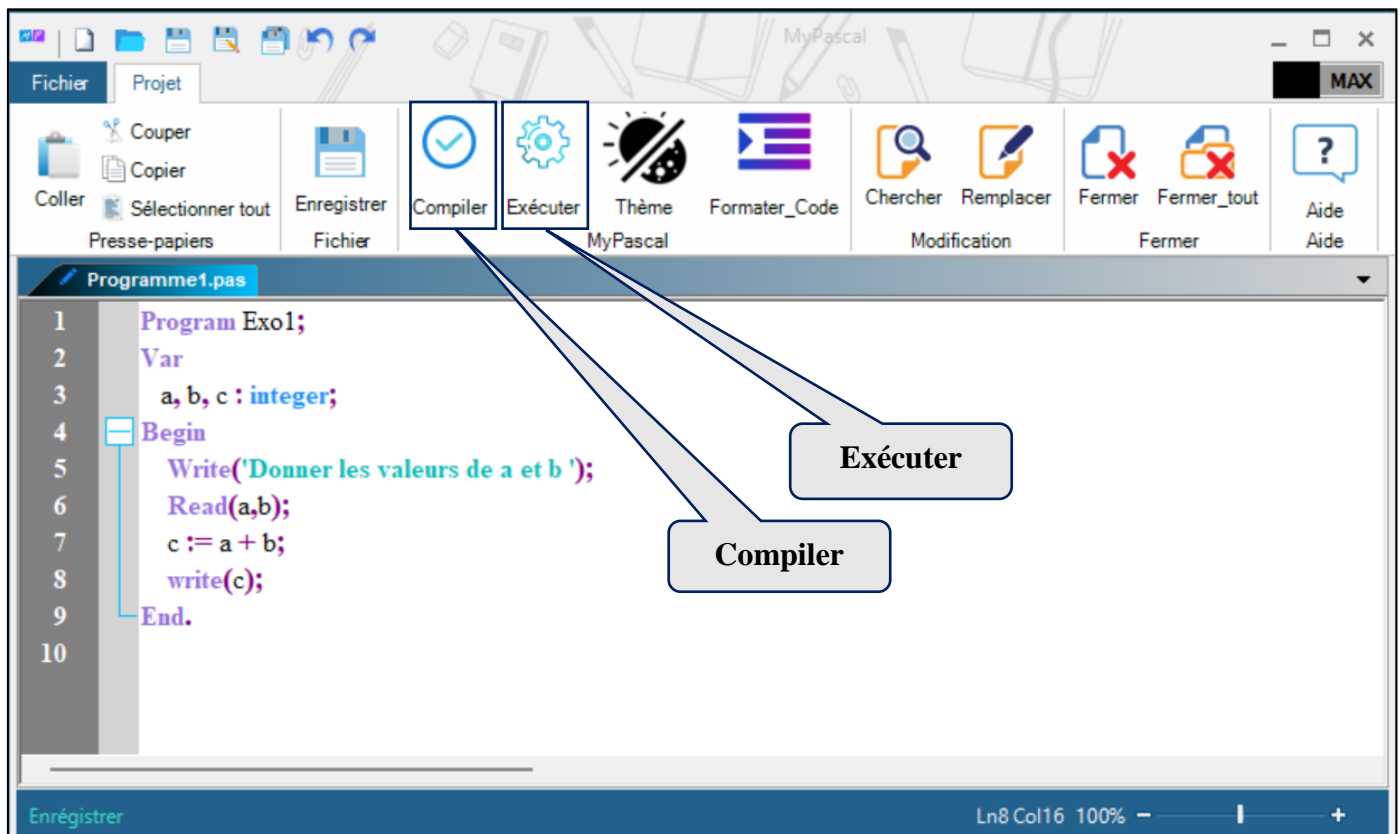 MyPascal
Fichier Projet MAX
Coller
Couper
Copier
Sélectionner tout
Presse-papiers
Enregistrer
Fichier
Compiler Exécuter Thème Formater_Code
MyPascal
Chercher Remplacer
Modification
Fermer Fermer_tout
Fermer
?
Aide
Aide
Programme1.pas
1 Program Exo1;
2 Var
3 a, b, c : integer;
4 Begin
5 Write('Donner les valeurs de a et b ');
6 Read(a,b);
7 c := a + b;
8 write(c);
9 End.
10
Exécuter
Compiler
Enrégistrer Ln8 Col16 100% − +